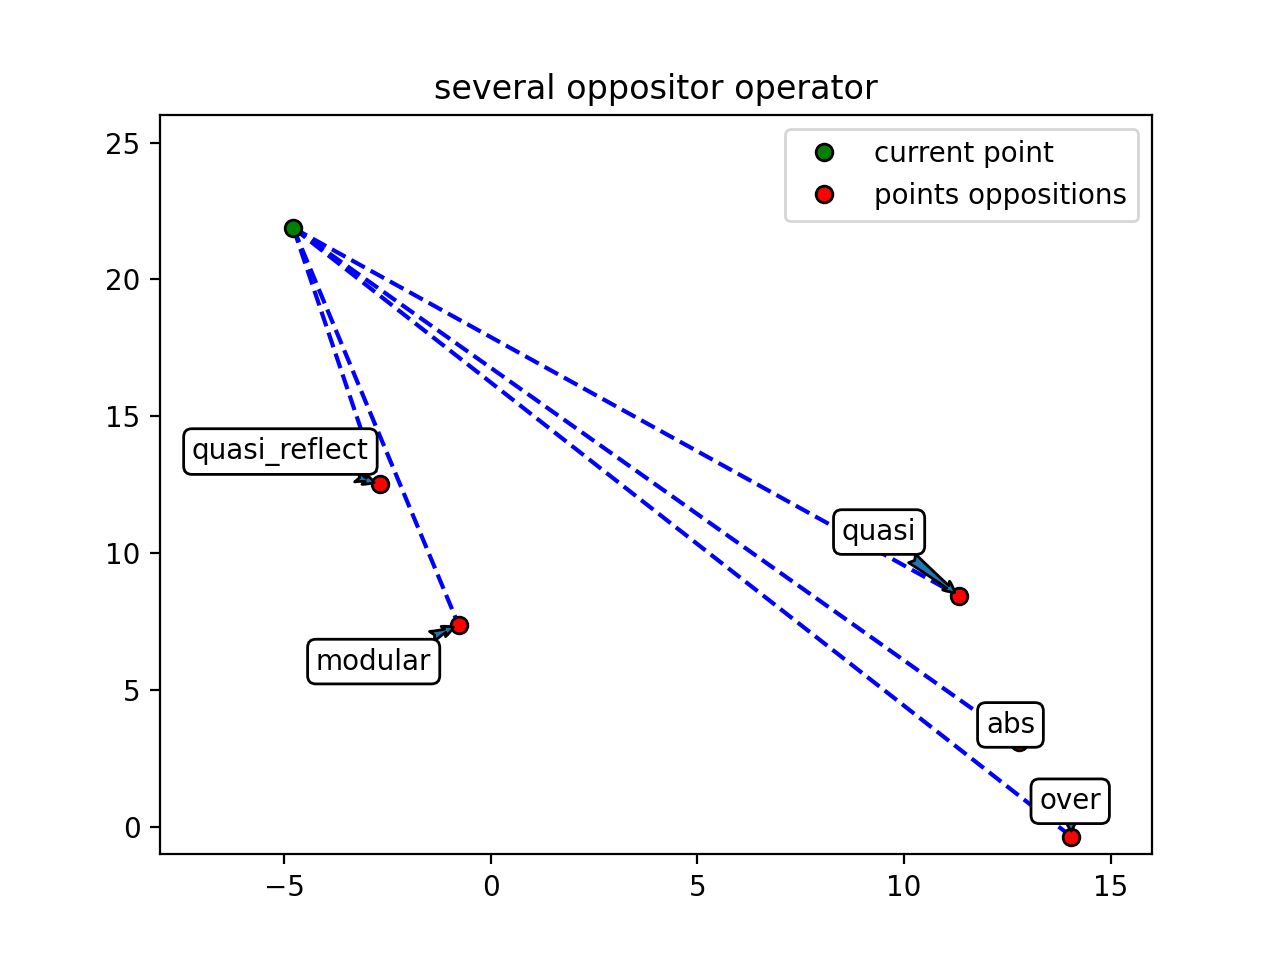 several oppositor operator
25
20
15
10
5
0
current point
points oppositions
quasi_reflect
quasi
modular
abs
over
−5
0
5
10
15